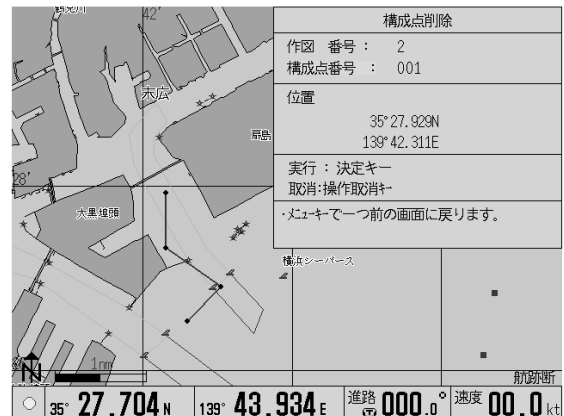 鶴見川
42'
末広
扇島
28'
大黒埠頭
横浜シーバース
1nm
航跡断
構成点削除
作図 番号 : 2
構成点番号 : 001
位置
35°27.929N
139°42.311E
実行 : 決定キー
取消:操作取消キー
・メニューキーで一つ前の画面に戻ります。
35° 27.704 N
139° 43.934 E
進路 000.0°
速度 00.0 kt